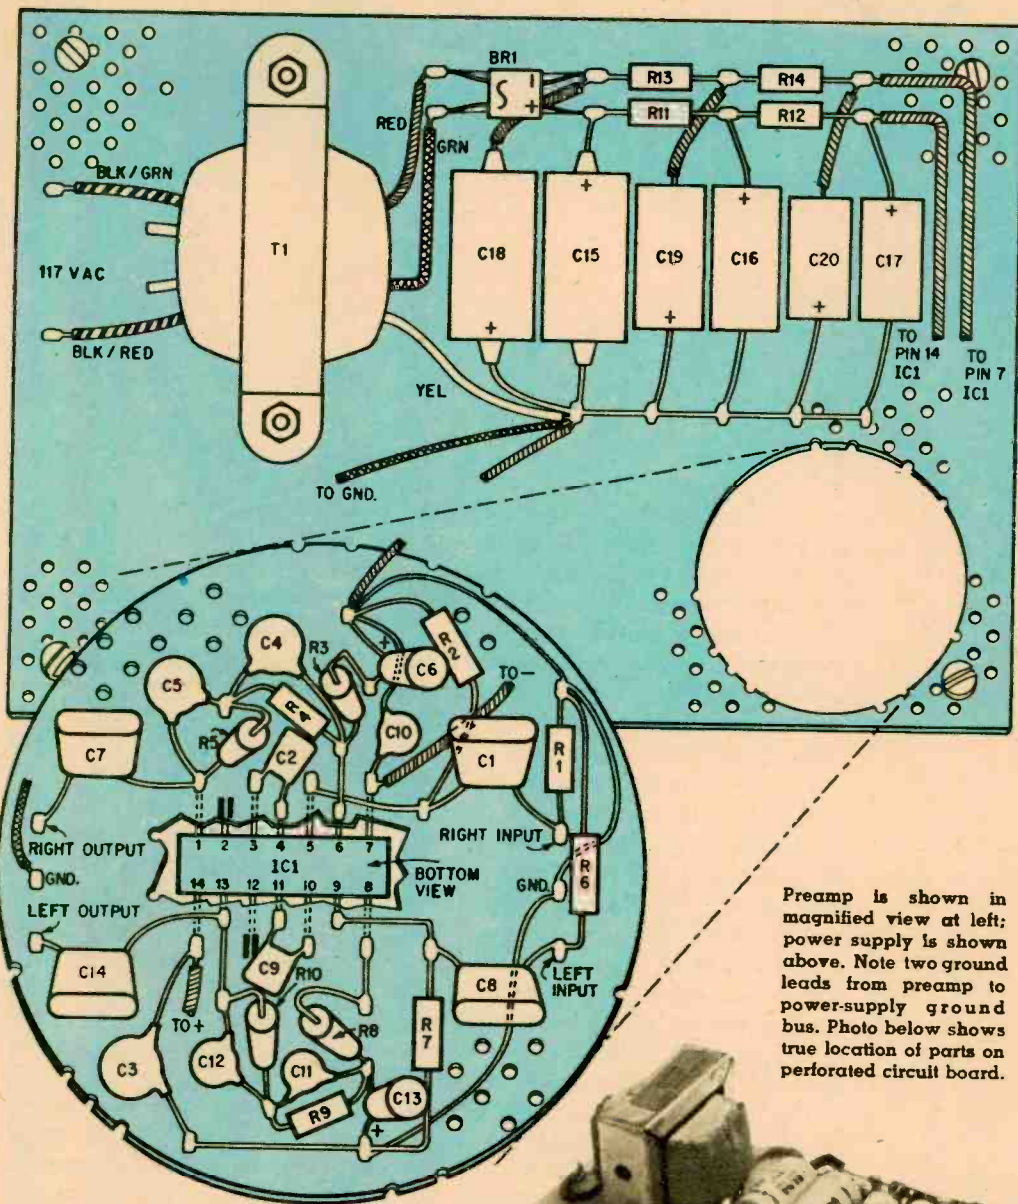 BR1
R13
R14
R11
R12
RED
GRN
BLK/GRN
T1
117 VAC
BLK/RED
YEL
C18
C15
C19
C16
C20
C17
+
+
+
+
+
+
-
+
S
TO
PIN 14
IC1
TO
PIN 7
IC1
TO GND.
C4
R3
+
C6
R2
TO-
C5
R4
R5
C2
C10
C7
C1
R1
RIGHT INPUT
RIGHT OUTPUT
1 2 3 4 5 6 7
IC1
BOTTOM
VIEW
14 13 12 11 10 9 8
GND.
GND.
R6
LEFT OUTPUT
LEFT
INPUT
C14
C9
R10
C8
TO+
R8
R7
C3
C12
C11
R9
C13
+
Preamp is shown in
magnified view at left;
power supply is shown
above. Note two ground
leads from preamp to
power-supply ground
bus. Photo below shows
true location of parts on
perforated circuit board.